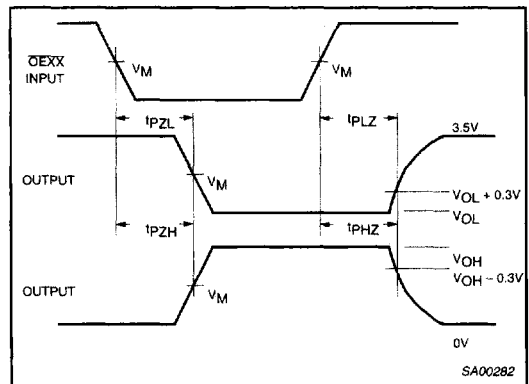 OEXX
INPUT
VM
VM
tPZL
tPLZ
3.5V
OUTPUT
VM
VOL + 0.3V
VOL
tPZH
tPHZ
VOH
VOH – 0.3V
OUTPUT
VM
0V
SA00282